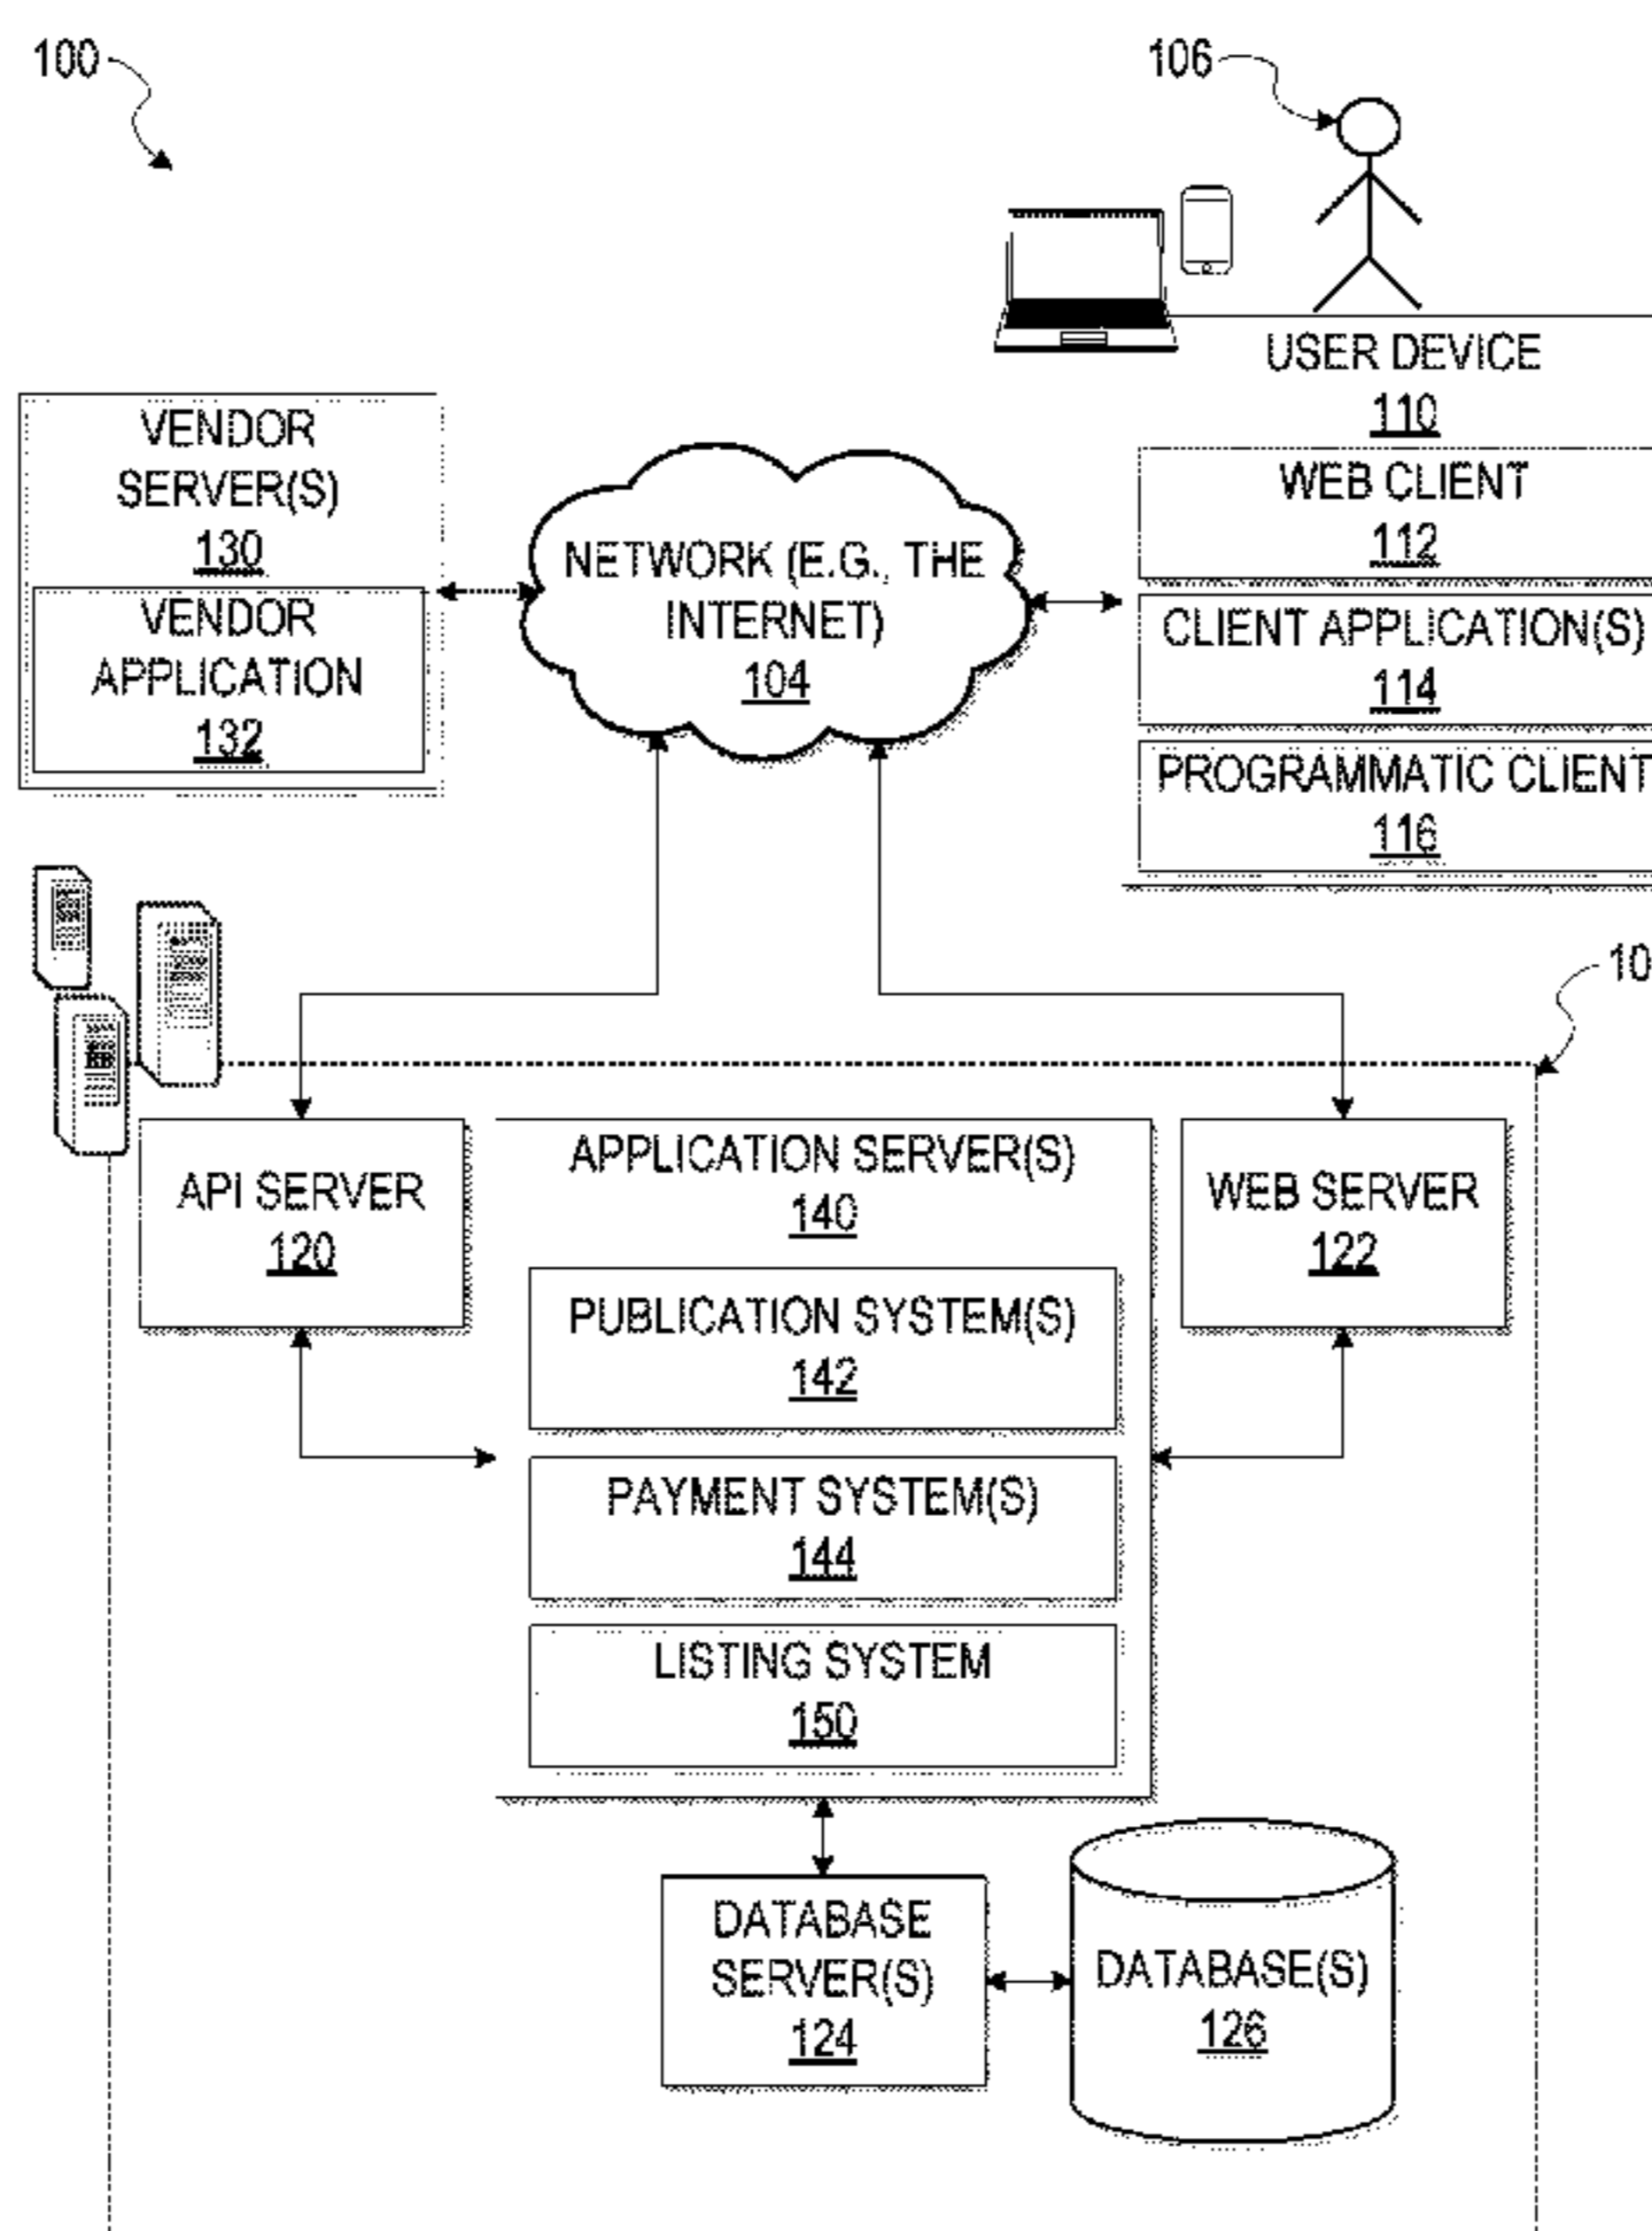 100
106
USER DEVICE
110
WEB CLIENT
112
CLIENT APPLICATION(S)
114
PROGRAMMATIC CLIENT
116
VENDOR
SERVER(S)
130
VENDOR
APPLICATION
132
NETWORK (E.G., THE
INTERNET)
104
10
API SERVER
120
APPLICATION SERVER(S)
140
PUBLICATION SYSTEM(S)
142
PAYMENT SYSTEM(S)
144
LISTING SYSTEM
150
WEB SERVER
122
DATABASE
SERVER(S)
124
DATABASE(S)
126